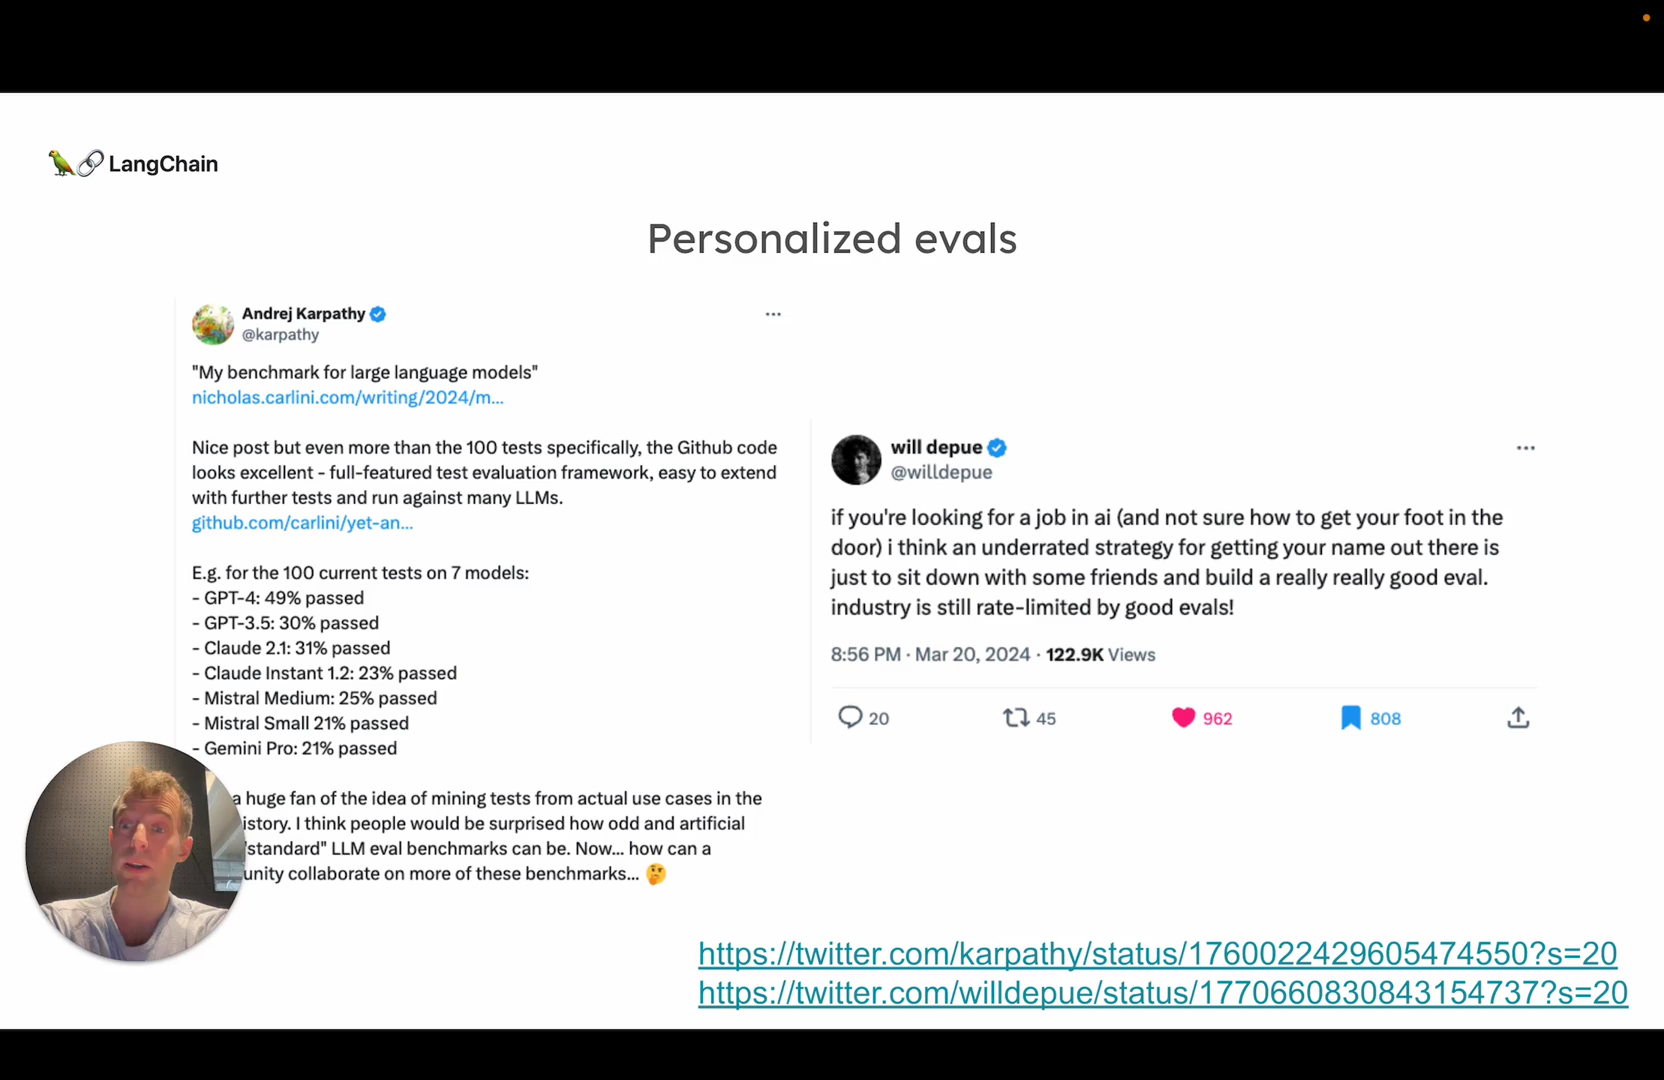 LangChain
Personalized evals
Andrej Karpathy
@karpathy
"My benchmark for large language models"
nicholas.carlini.com/writing/2024/m...
Nice post but even more than the 100 tests specifically, the Github code
looks excellent - full-featured test evaluation framework, easy to extend
with further tests and run against many LLMs.
github.com/carlini/yet-an...
E.g. for the 100 current tests on 7 models:
- GPT-4: 49% passed
- GPT-3.5: 30% passed
- Claude 2.1: 31% passed
- Claude Instant 1.2: 23% passed
- Mistral Medium: 25% passed
- Mistral Small 21% passed
- Gemini Pro: 21% passed
a huge fan of the idea of mining tests from actual use cases in the
istory. I think people would be surprised how odd and artificial
"standard" LLM eval benchmarks can be. Now... how can a
unity collaborate on more of these benchmarks... 🤔
will depue
@willdepue
if you're looking for a job in ai (and not sure how to get your foot in the
door) i think an underrated strategy for getting your name out there is
just to sit down with some friends and build a really really good eval.
industry is still rate-limited by good evals!
8:56 PM · Mar 20, 2024 · 122.9K Views
20 45 962 808
https://twitter.com/karpathy/status/1760022429605474550?s=20
https://twitter.com/willdepue/status/1770660830843154737?s=20